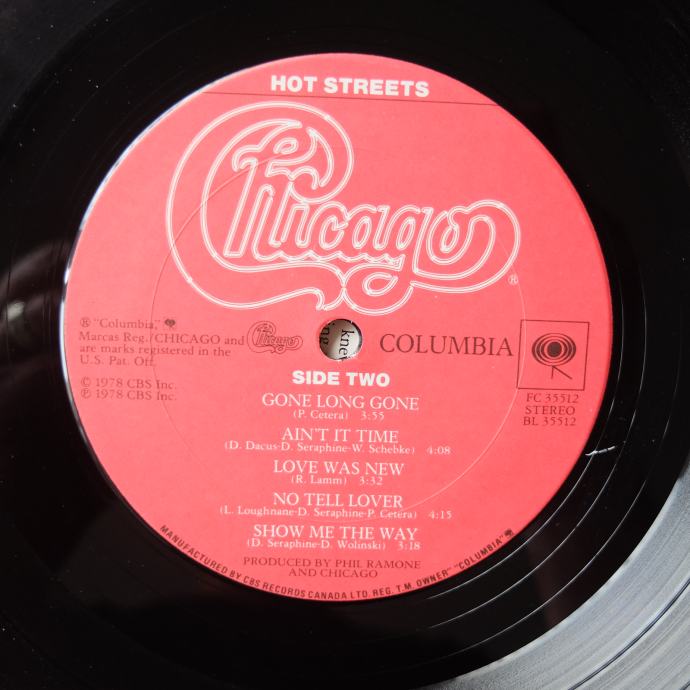 HOT STREETS
Chicago
®
® "Columbia,"
Marcas Reg./CHICAGO and Chicago
are marks registered in the
U.S. Pat. Off.
COLUMBIA
© 1978 CBS Inc.
℗ 1978 CBS Inc.
FC 35512
STEREO
BL 35512
SIDE TWO
GONE LONG GONE
(P. Cetera) 3:55
AIN'T IT TIME
(D. Dacus-D. Seraphine-W. Schebke) 4:08
LOVE WAS NEW
(R. Lamm) 3:32
NO TELL LOVER
(L. Loughnane-D. Seraphine-P. Cetera) 4:15
SHOW ME THE WAY
(D. Seraphine-D. Wolinski) 3:18
PRODUCED BY PHIL RAMONE
AND CHICAGO
MANUFACTURED BY CBS RECORDS CANADA LTD. REG. T.M. OWNER "COLUMBIA"